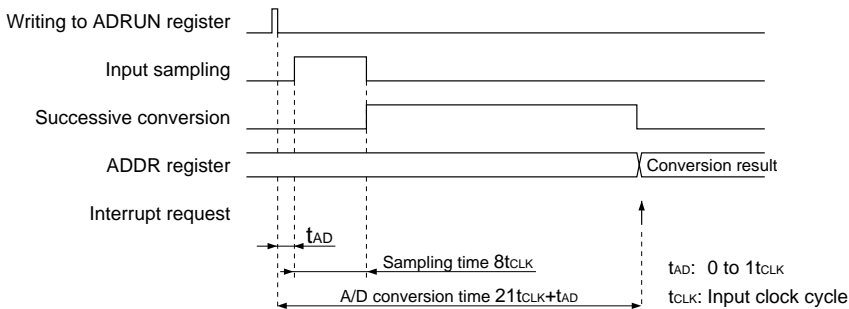 Writing to ADRUN register
Input sampling
Successive conversion
ADDR register
Conversion result
Interrupt request
tAD
Sampling time 8tCLK
tAD: 0 to 1tCLK
A/D conversion time 21tCLK+tAD
tCLK: Input clock cycle